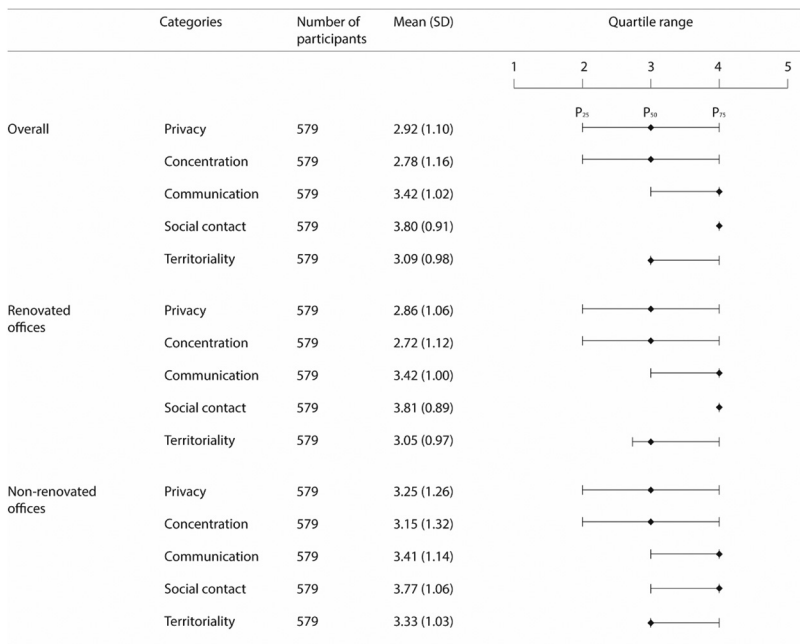 Categories Number of participants Mean (SD) Quartile range
1 2 3 4 5
P25 P50 P75
Overall Privacy 579 2.92 (1.10)
Concentration 579 2.78 (1.16)
Communication 579 3.42 (1.02)
Social contact 579 3.80 (0.91)
Territoriality 579 3.09 (0.98)
Renovated offices Privacy 579 2.86 (1.06)
Concentration 579 2.72 (1.12)
Communication 579 3.42 (1.00)
Social contact 579 3.81 (0.89)
Territoriality 579 3.05 (0.97)
Non-renovated offices Privacy 579 3.25 (1.26)
Concentration 579 3.15 (1.32)
Communication 579 3.41 (1.14)
Social contact 579 3.77 (1.06)
Territoriality 579 3.33 (1.03)